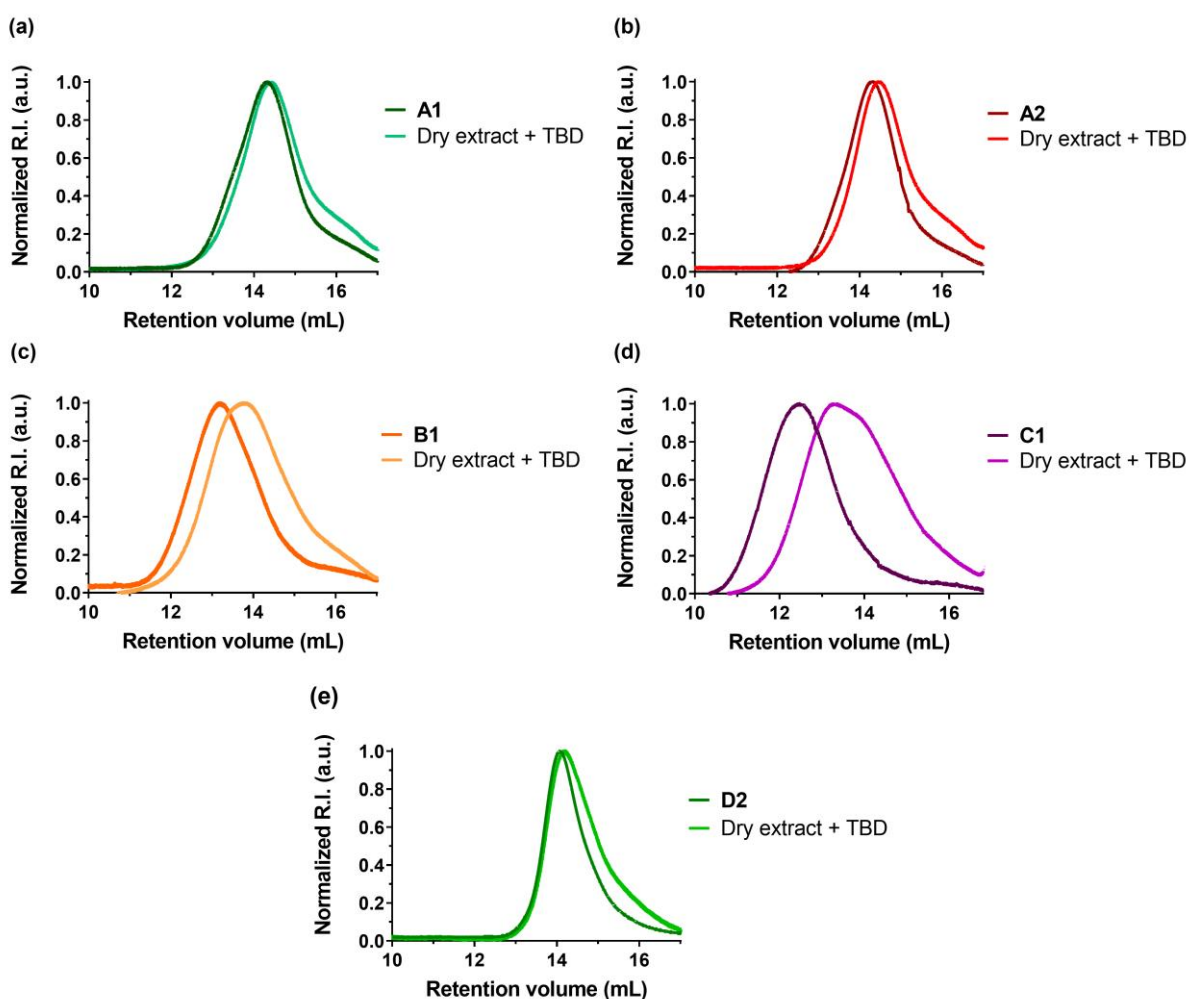 (a)
Normalized R.I. (a.u.)
1.0
0.8
0.6
0.4
0.2
0.0
10 12 14 16
Retention volume (mL)
A1
Dry extract + TBD
(b)
Normalized R.I. (a.u.)
1.0
0.8
0.6
0.4
0.2
0.0
10 12 14 16
Retention volume (mL)
A2
Dry extract + TBD
(c)
Normalized R.I. (a.u.)
1.0
0.8
0.6
0.4
0.2
0.0
10 12 14 16
Retention volume (mL)
B1
Dry extract + TBD
(d)
Normalized R.I. (a.u.)
1.0
0.8
0.6
0.4
0.2
0.0
10 11 12 13 14 15 16
Retention volume (mL)
C1
Dry extract + TBD
(e)
Normalized R.I. (a.u.)
1.0
0.8
0.6
0.4
0.2
0.0
10 12 14 16
Retention volume (mL)
D2
Dry extract + TBD